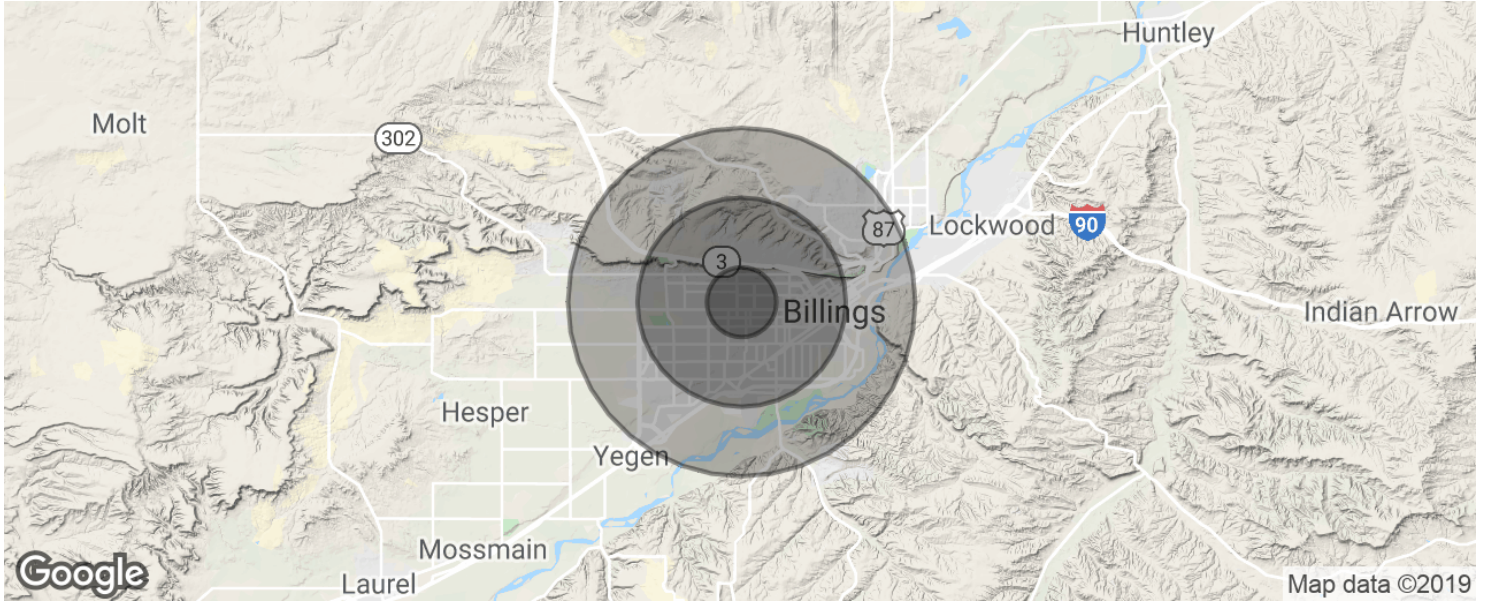 Huntley
Molt
302
87
Lockwood
90
3
Billings
Indian Arrow
Hesper
Yegen
Mossmain
Laurel
Google
Map data ©2019